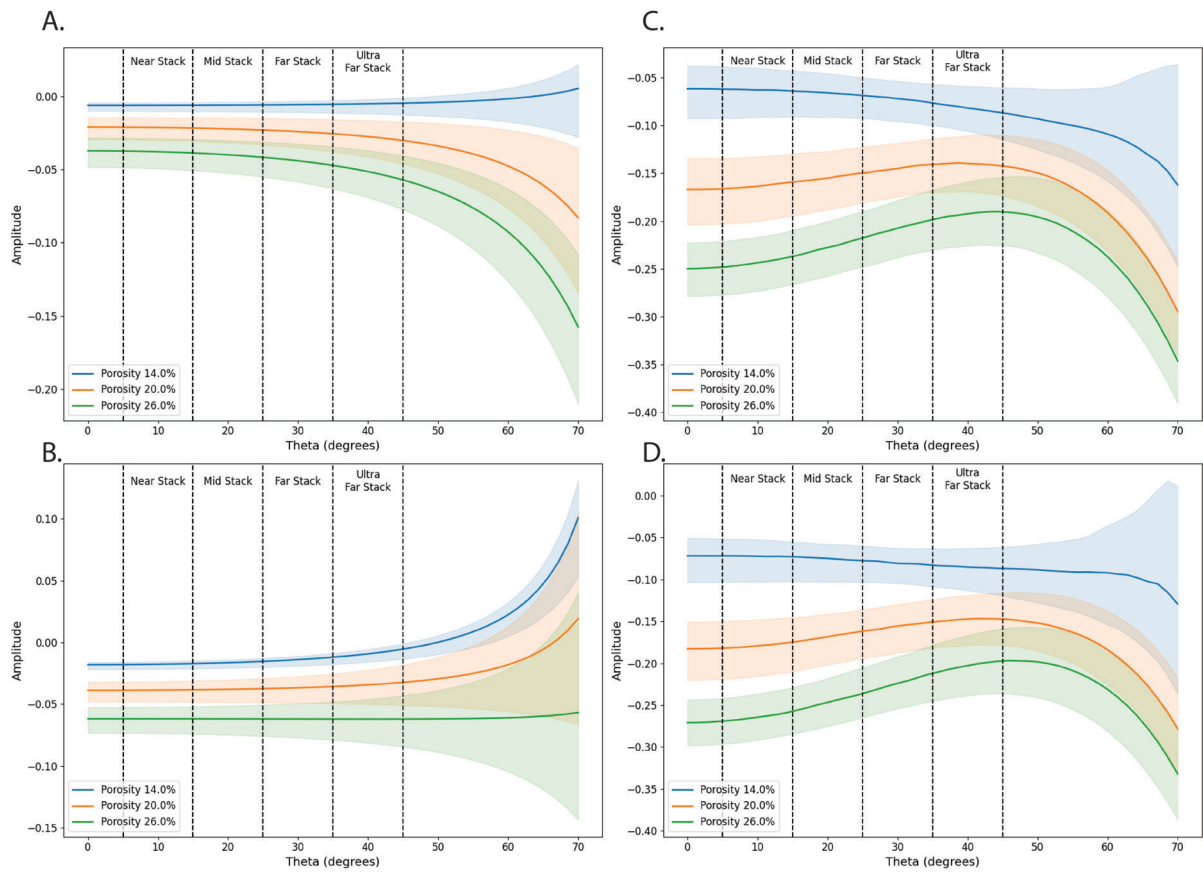 A.
Near Stack
Mid Stack
Far Stack
Ultra
Far Stack
0.00
−0.05
−0.10
−0.15
−0.20
Amplitude
Porosity 14.0%
Porosity 20.0%
Porosity 26.0%
0 10 20 30 40 50 60 70
Theta (degrees)
B.
Near Stack
Mid Stack
Far Stack
Ultra
Far Stack
0.10
0.05
0.00
−0.05
−0.10
−0.15
Amplitude
Porosity 14.0%
Porosity 20.0%
Porosity 26.0%
0 10 20 30 40 50 60 70
Theta (degrees)
C.
Near Stack
Mid Stack
Far Stack
Ultra
Far Stack
−0.05
−0.10
−0.15
−0.20
−0.25
−0.30
−0.35
−0.40
Amplitude
Porosity 14.0%
Porosity 20.0%
Porosity 26.0%
0 10 20 30 40 50 60 70
Theta (degrees)
D.
Near Stack
Mid Stack
Far Stack
Ultra
Far Stack
0.00
−0.05
−0.10
−0.15
−0.20
−0.25
−0.30
−0.35
−0.40
Amplitude
Porosity 14.0%
Porosity 20.0%
Porosity 26.0%
0 10 20 30 40 50 60 70
Theta (degrees)